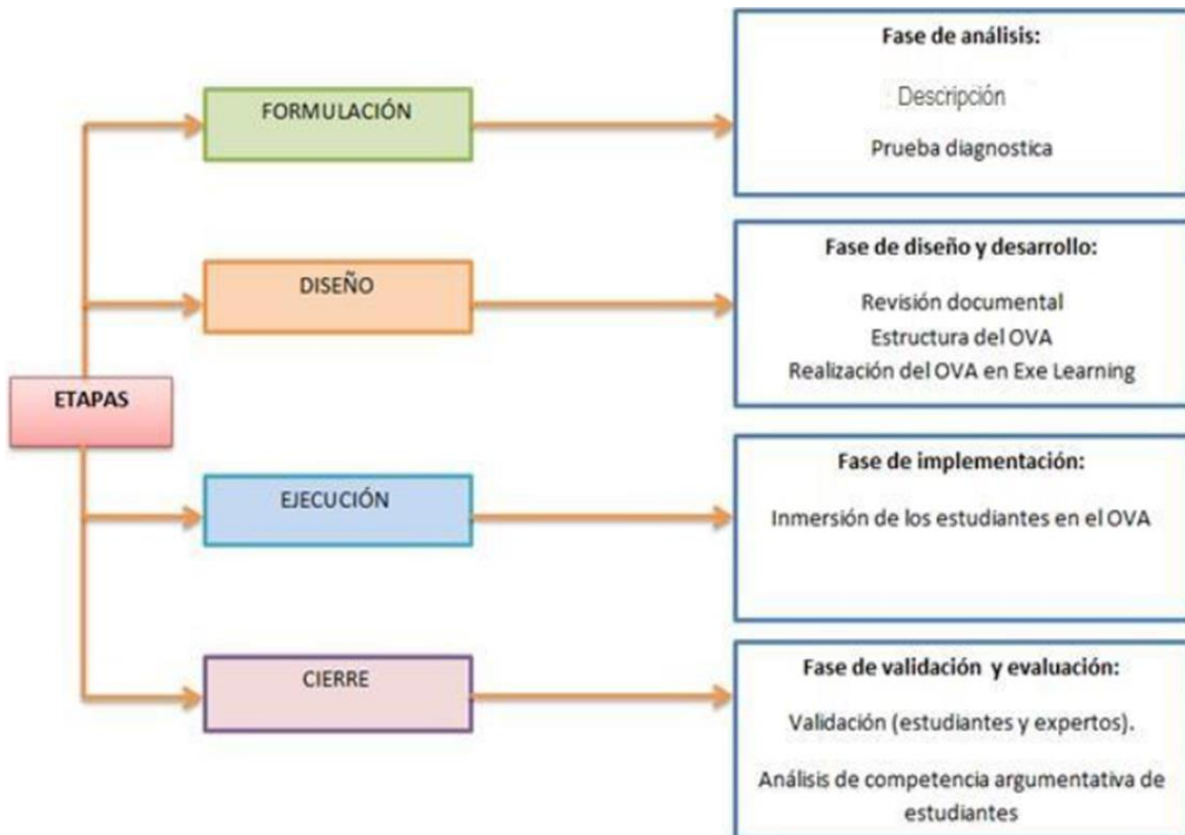 ETAPAS
FORMULACIÓN
Fase de análisis:
Descripción
Prueba diagnostica
DISEÑO
Fase de diseño y desarrollo:
Revisión documental
Estructura del OVA
Realización del OVA en Exe Learning
EJECUCIÓN
Fase de implementación:
Inmersión de los estudiantes en el OVA
CIERRE
Fase de validación y evaluación:
Validación (estudiantes y expertos).
Análisis de competencia argumentativa de
estudiantes